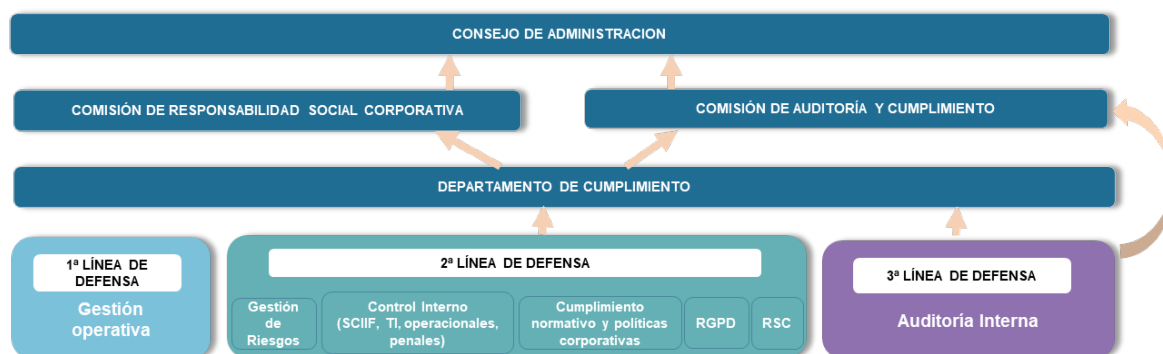 CONSEJO DE ADMINISTRACION
COMISIÓN DE RESPONSABILIDAD SOCIAL CORPORATIVA
COMISIÓN DE AUDITORÍA Y CUMPLIMIENTO
DEPARTAMENTO DE CUMPLIMIENTO
1ª LÍNEA DE
DEFENSA
Gestión
operativa
2ª LÍNEA DE DEFENSA
Gestión
de
Riesgos
Control Interno
(SCIIF, TI, operacionales,
penales)
Cumplimiento
normativo y políticas
corporativas
RGPD
RSC
3ª LÍNEA DE DEFENSA
Auditoría Interna